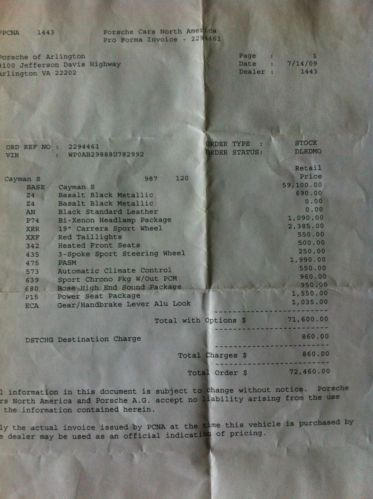 PCNA 1443 Porsche Cars North America
Pro Forma Invoice - 2294461
Porsche of Arlington Page : 1
3100 Jefferson Davis Highway Date : 7/14/09
Arlington VA 22202 Dealer : 1443
ORD REF NO : 2294461 ORDER TYPE : STOCK
VIN : WP0AB29888U782992 ORDER STATUS: DLRDMO
Retail
Cayman S 987 120 Price
BASE Cayman S 59,100.00
Z4 Basalt Black Metallic 690.00
Z4 Basalt Black Metallic 0.00
AN Black Standard Leather 0.00
P74 Bi-Xenon Headlamp Package 1,090.00
XRR 19" Carrera Sport Wheel 2,385.00
XXF Red Taillights 550.00
342 Heated Front Seats 500.00
435 3-Spoke Sport Steering Wheel 250.00
475 PASM 1,990.00
573 Automatic Climate Control 550.00
639 Sport Chrono Pkg W/Out PCM 960.00
680 Bose High End Sound Package 950.00
P15 Power Seat Package 1,550.00
ECA Gear/Handbrake Lever Alu Look 1,035.00
Total with Options $ 71,600.00
DSTCHG Destination Charge 860.00
Total Charges $ 860.00
Total Order $ 72,460.00
l information in this document is subject to change without notice. Porsche
rs North America and Porsche A.G. accept no liability arising from the use
the information contained herein.
ly the actual invoice issued by PCNA at the time this vehicle is purchased by
e dealer may be used as an official indication of pricing.